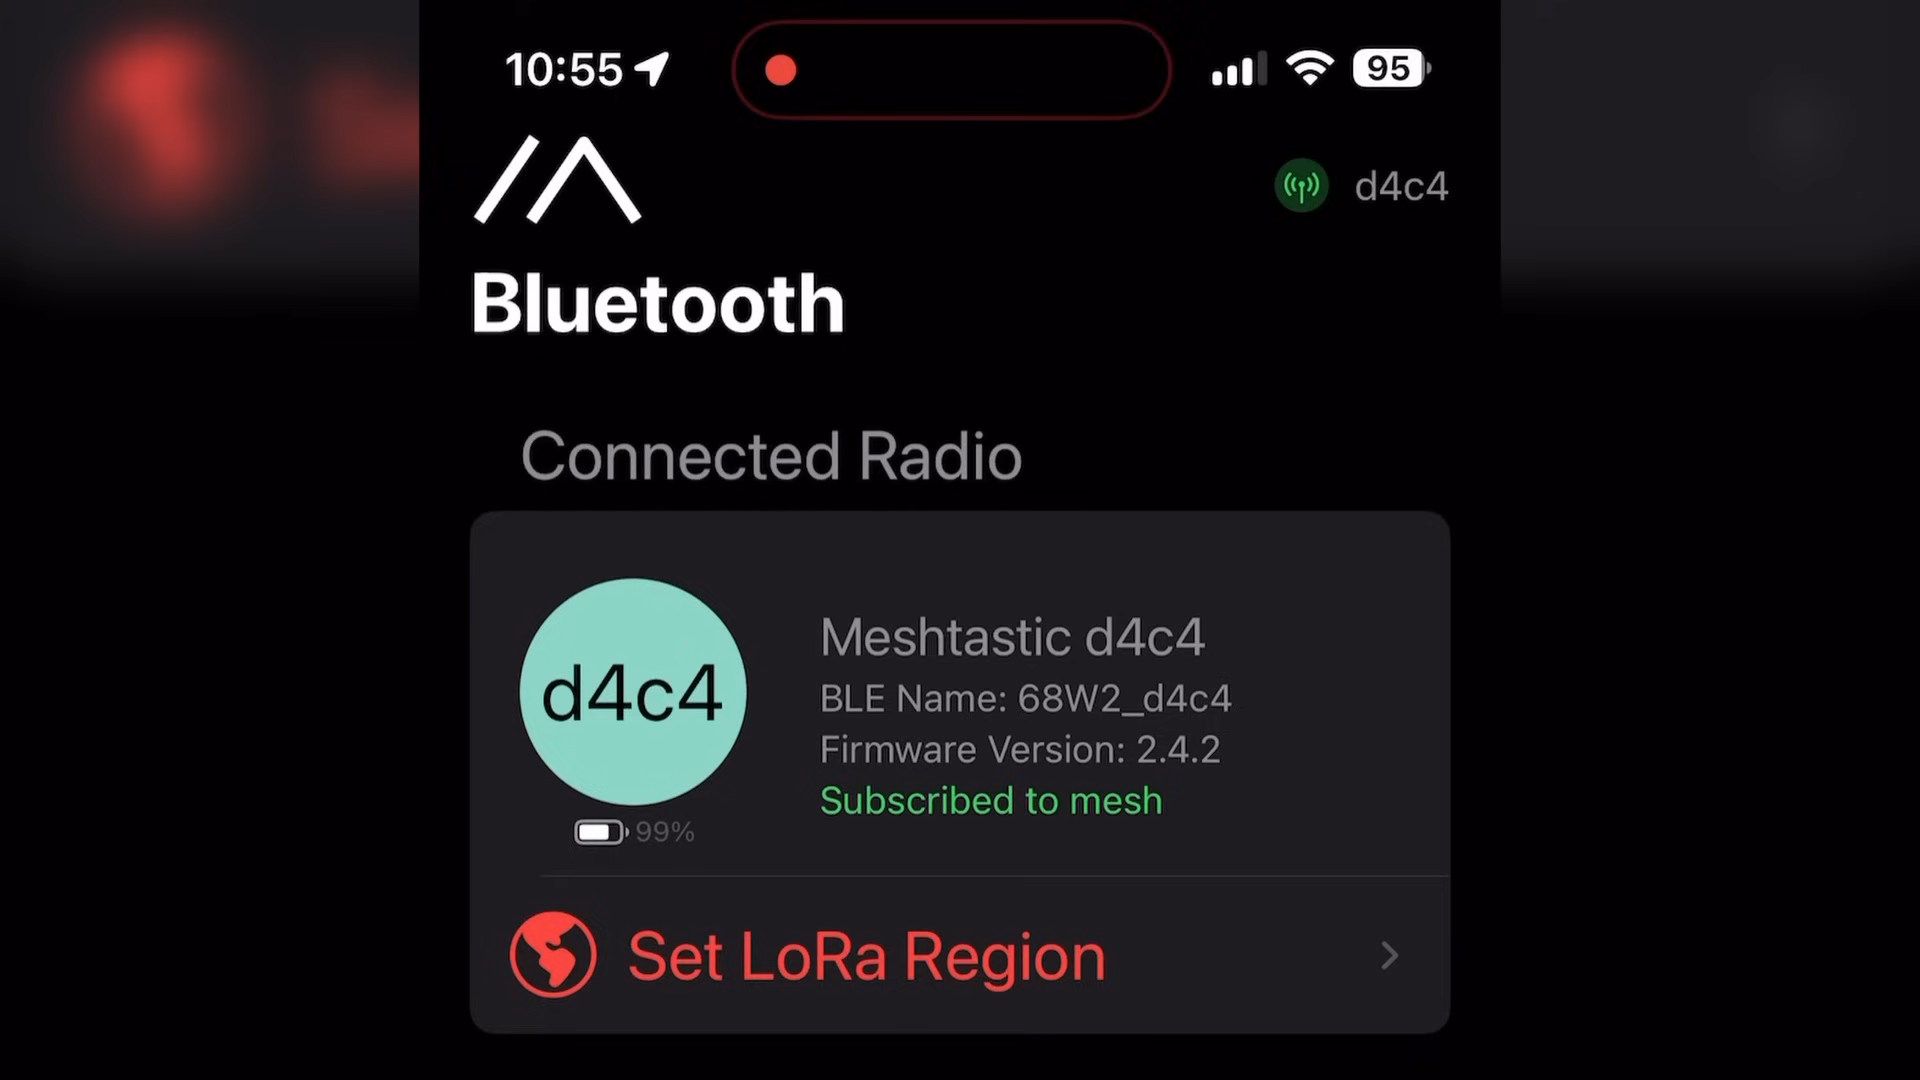 10:55
95
d4c4
Bluetooth
Connected Radio
d4c4
99%
Meshtastic d4c4
BLE Name: 68W2_d4c4
Firmware Version: 2.4.2
Subscribed to mesh
Set LoRa Region